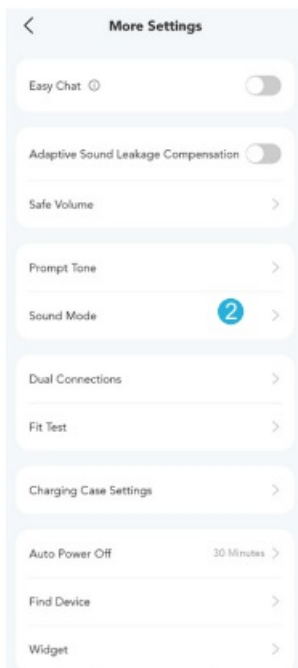 More Settings
Easy Chat
Adaptive Sound Leakage Compensation
Safe Volume
Prompt Tone
Sound Mode 2
Dual Connections
Fit Test
Charging Case Settings
Auto Power Off 30 Minutes
Find Device
Widget